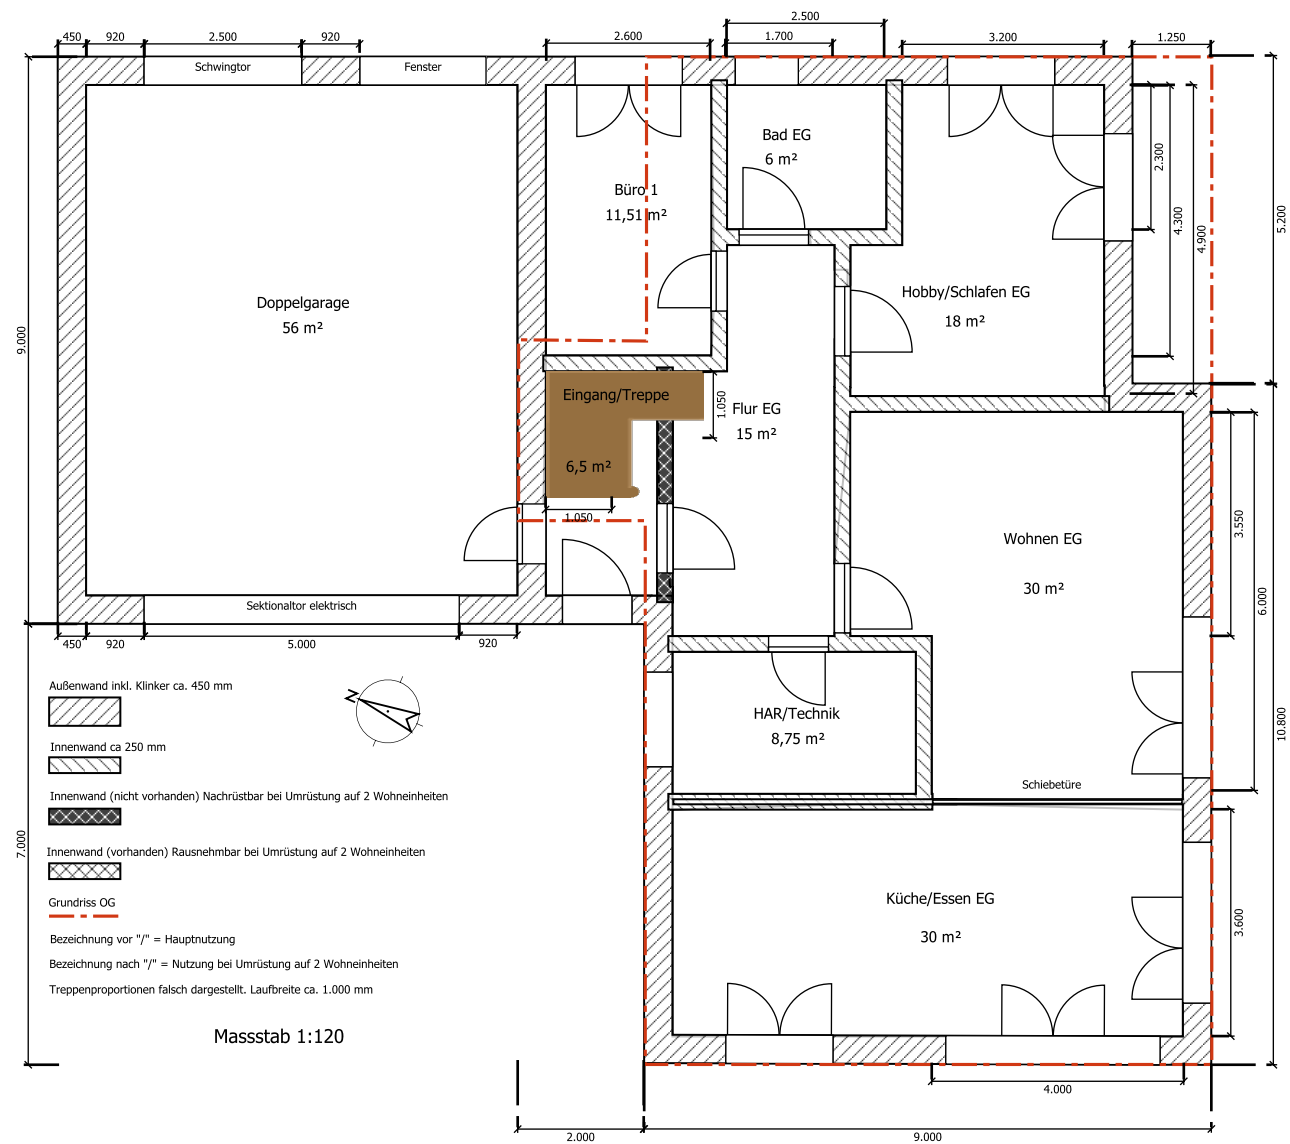 2.500
450
920
2.500
920
2.600
1.700
3.200
1.250
Schwingtor
Fenster
Bad EG
6 m²
2.300
Büro 1
11,51 m²
4.300
4.900
5.200
Doppelgarage
56 m²
Hobby/Schlafen EG
18 m²
9.000
Eingang/Treppe
1.050
Flur EG
15 m²
6,5 m²
1.050
3.550
Wohnen EG
30 m²
6.000
Sektionaltor elektrisch
450
920
5.000
920
Außenwand inkl. Klinker ca. 450 mm
N
HAR/Technik
8,75 m²
10.800
Innenwand ca 250 mm
Schiebetüre
Innenwand (nicht vorhanden) Nachrüstbar bei Umrüstung auf 2 Wohneinheiten
7.000
Innenwand (vorhanden) Rausnehmbar bei Umrüstung auf 2 Wohneinheiten
Grundriss OG
Küche/Essen EG
30 m²
3.600
Bezeichnung vor "/" = Hauptnutzung
Bezeichnung nach "/" = Nutzung bei Umrüstung auf 2 Wohneinheiten
Treppenproportionen falsch dargestellt. Laufbreite ca. 1.000 mm
Massstab 1:120
4.000
2.000
9.000